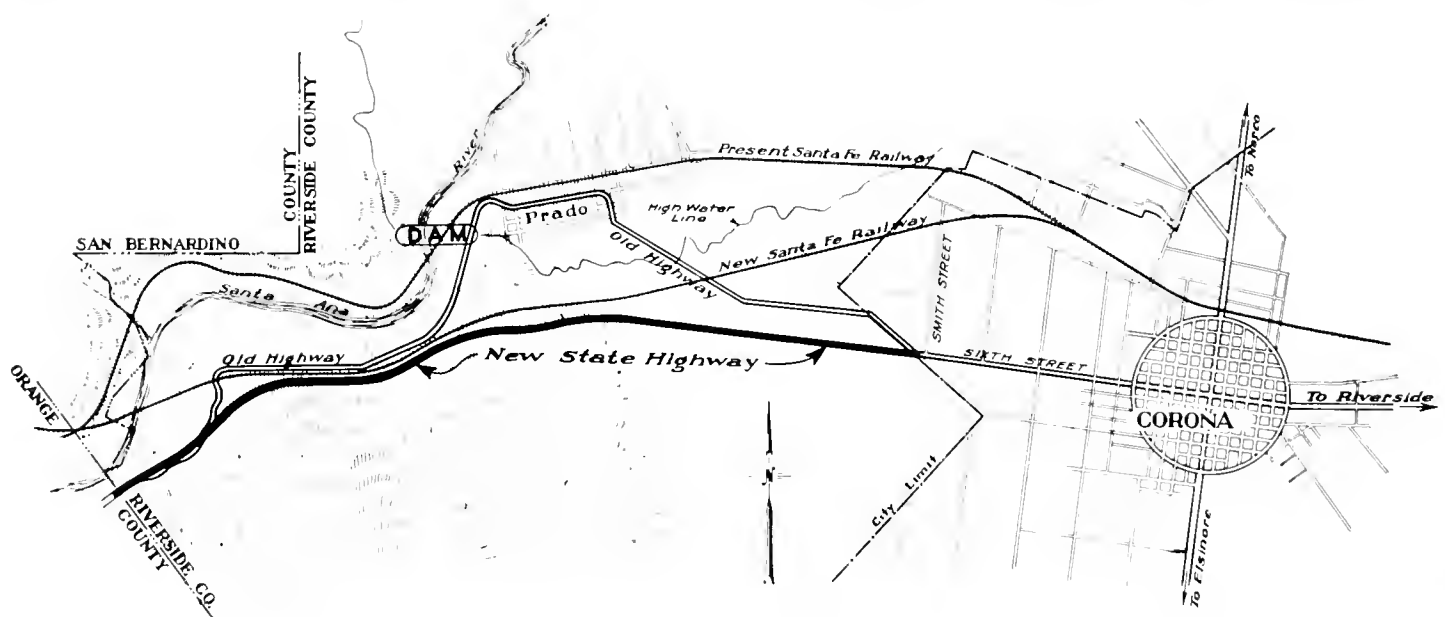 COUNTY
RIVERSIDE COUNTY
SAN BERNARDINO
River
DAM
Prado
Present Santa Fe Railway
High Water
Line
New Santa Fe Railway
Old Highway
Santa Ana
Old Highway
New State Highway
SMITH STREET
SIXTH STREET
To Norco
To Riverside
CORONA
To Elsinore
City Limit
N
ORANGE
COUNTY
RIVERSIDE CO.